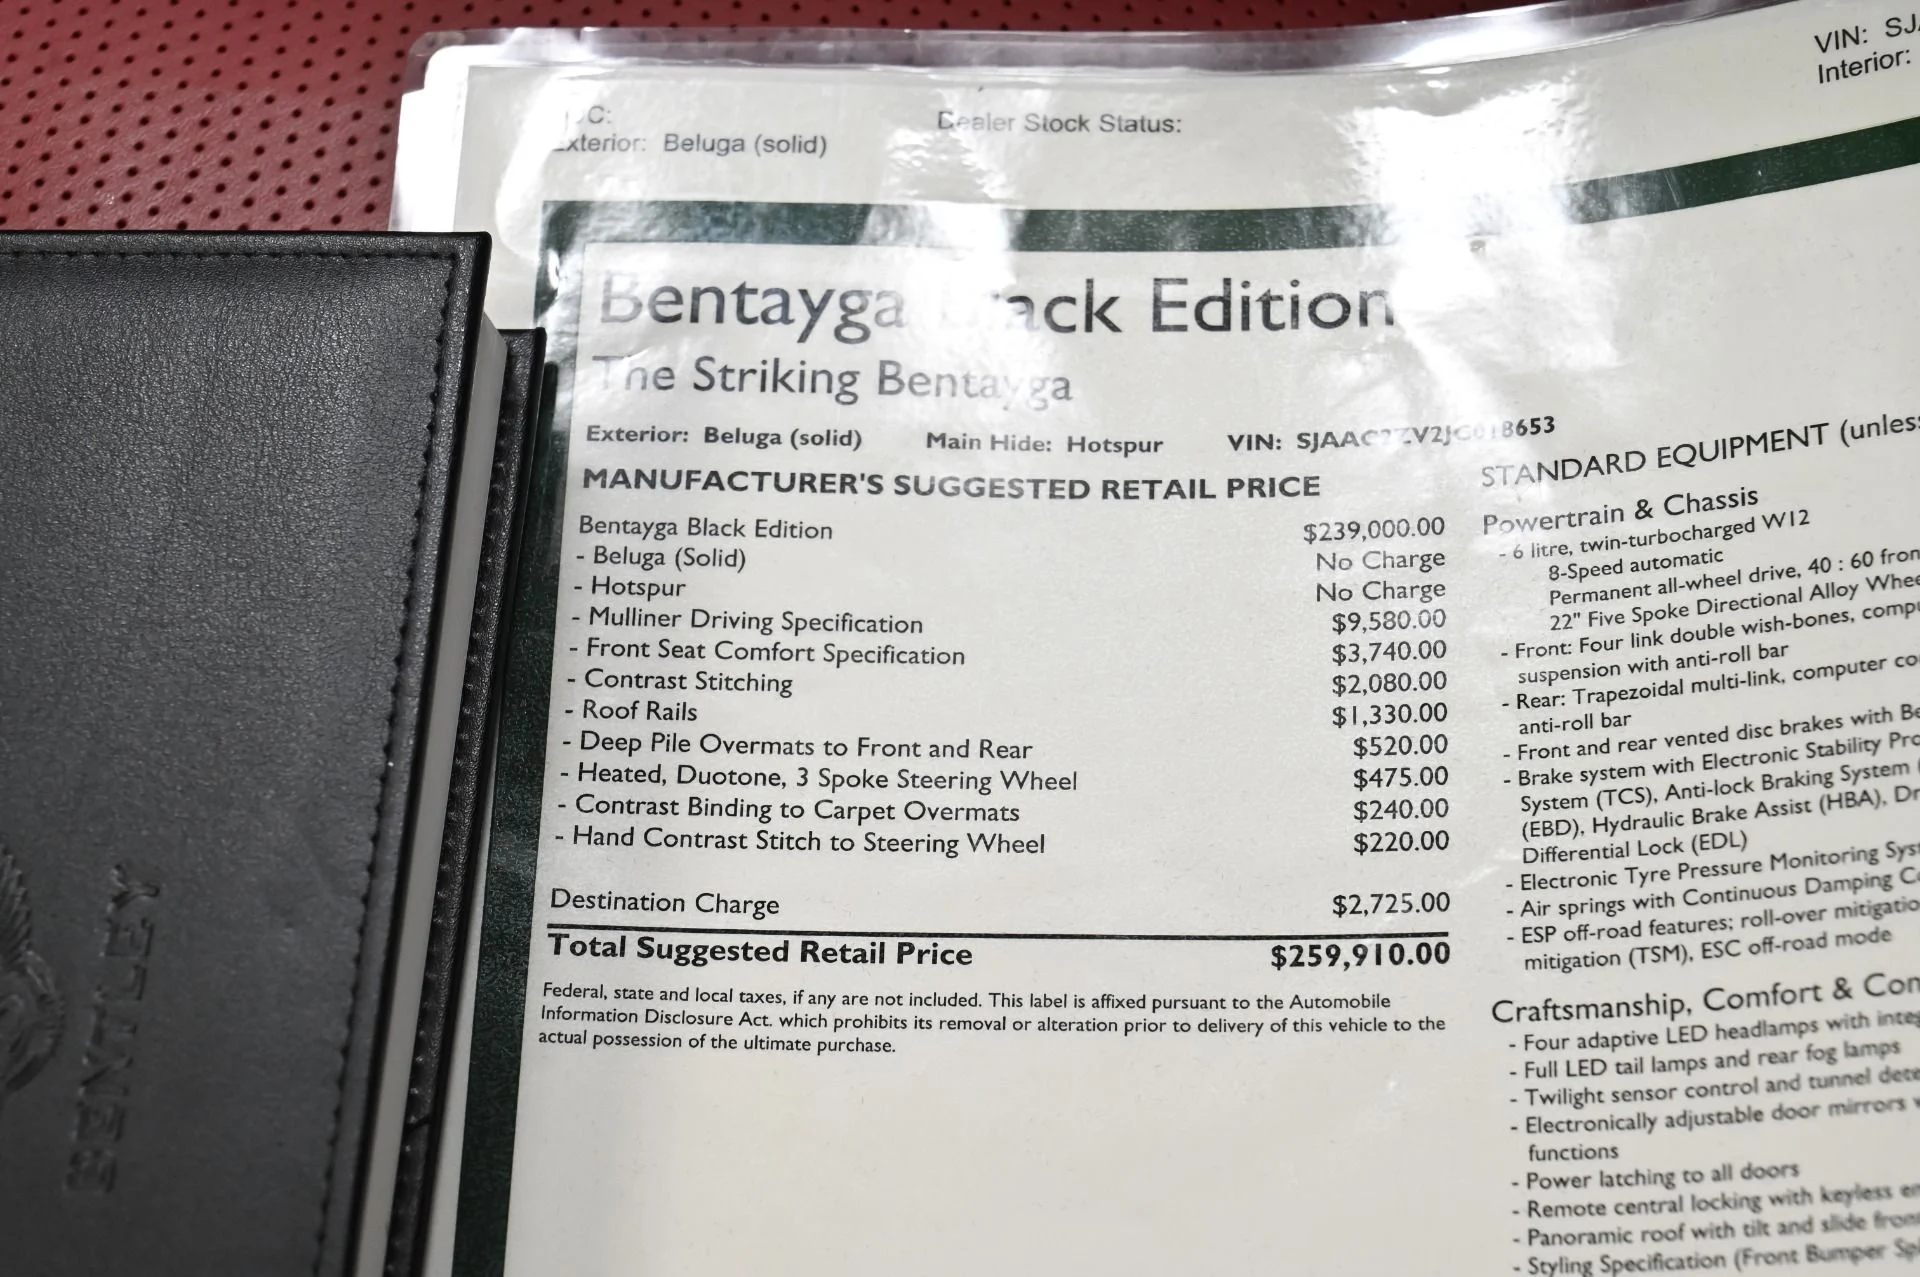 VIN:
Interior:
Exterior: Beluga (solid)
Dealer Stock Status:
Bentayga Black Edition
The Striking Bentayga
Exterior: Beluga (solid) Main Hide: Hotspur VIN:
MANUFACTURER'S SUGGESTED RETAIL PRICE
Bentayga Black Edition $239,000.00
- Beluga (Solid) No Charge
- Hotspur No Charge
- Mulliner Driving Specification $9,580.00
- Front Seat Comfort Specification $3,740.00
- Contrast Stitching $2,080.00
- Roof Rails $1,330.00
- Deep Pile Overmats to Front and Rear $520.00
- Heated, Duotone, 3 Spoke Steering Wheel $475.00
- Contrast Binding to Carpet Overmats $240.00
- Hand Contrast Stitch to Steering Wheel $220.00
Destination Charge $2,725.00
Total Suggested Retail Price $259,910.00
Federal, state and local taxes, if any are not included. This label is affixed pursuant to the Automobile
Information Disclosure Act. which prohibits its removal or alteration prior to delivery of this vehicle to the
actual possession of the ultimate purchase.
STANDARD EQUIPMENT (unless
Powertrain & Chassis
- 6 litre, twin-turbocharged W12
8-Speed automatic
Permanent all-wheel drive, 40 : 60
22" Five Spoke Directional Alloy
- Front: Four link double wish-bones,
suspension with anti-roll bar
- Rear: Trapezoidal multi-link, computer
anti-roll bar
- Front and rear vented disc brakes with
- Brake system with Electronic Stability
System (TCS), Anti-lock Braking System
(EBD), Hydraulic Brake Assist (HBA),
Differential Lock (EDL)
- Electronic Tyre Pressure Monitoring
- Air springs with Continuous Damping
- ESP off-road features; roll-over
mitigation (TSM), ESC off-road mode
Craftsmanship, Comfort &
- Four adaptive LED headlamps with
- Full LED tail lamps and rear fog lamps
- Twilight sensor control and tunnel
- Electronically adjustable door mirrors
functions
- Power latching to all doors
- Remote central locking with keyless
- Panoramic roof with tilt and slide
- Styling Specification (Front Bumper
BENTLEY